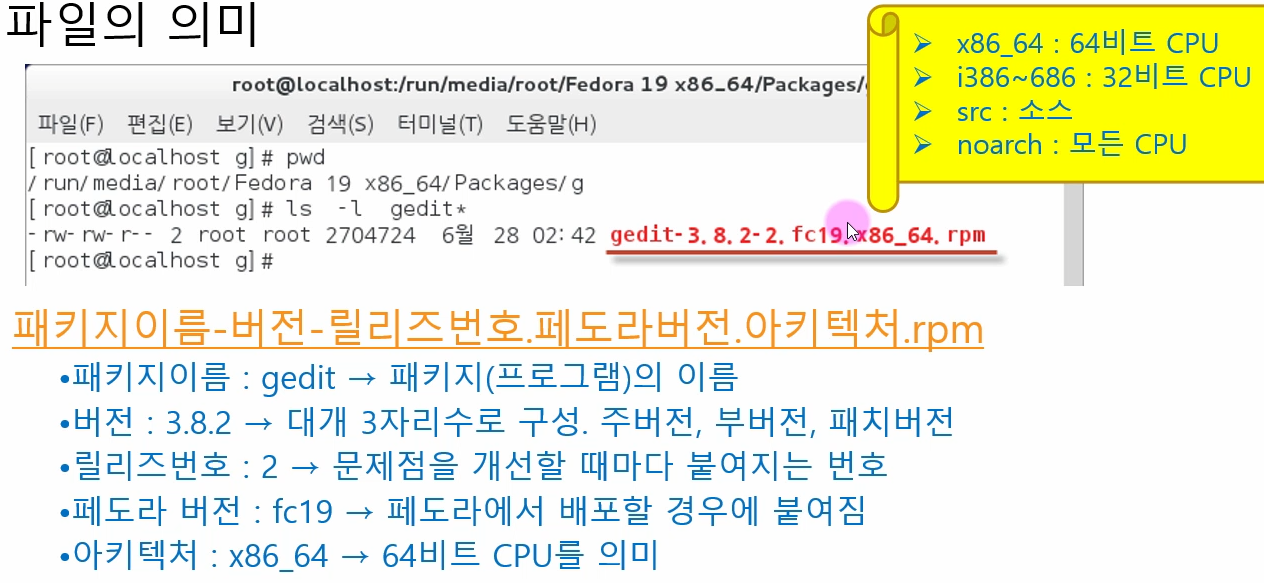 파일의 의미
➢ x86_64 : 64비트 CPU
➢ i386~686 : 32비트 CPU
➢ src : 소스
➢ noarch : 모든 CPU
root@localhost:/run/media/root/Fedora 19 x86_64/Packages/
파일(F) 편집(E) 보기(V) 검색(S) 터미널(T) 도움말(H)
[root@localhost g]# pwd
/run/media/root/Fedora 19 x86_64/Packages/g
[root@localhost g]# ls -l gedit*
-rw-rw-r-- 2 root root 2704724 6월 28 02:42 gedit-3.8.2-2.fc19.x86_64.rpm
[root@localhost g]#
패키지이름-버전-릴리즈번호.페도라버전.아키텍처.rpm
•패키지이름 : gedit → 패키지(프로그램)의 이름
•버전 : 3.8.2 → 대개 3자리수로 구성. 주버전, 부버전, 패치버전
•릴리즈번호 : 2 → 문제점을 개선할 때마다 붙여지는 번호
•페도라 버전 : fc19 → 페도라에서 배포할 경우에 붙여짐
•아키텍처 : x86_64 → 64비트 CPU를 의미